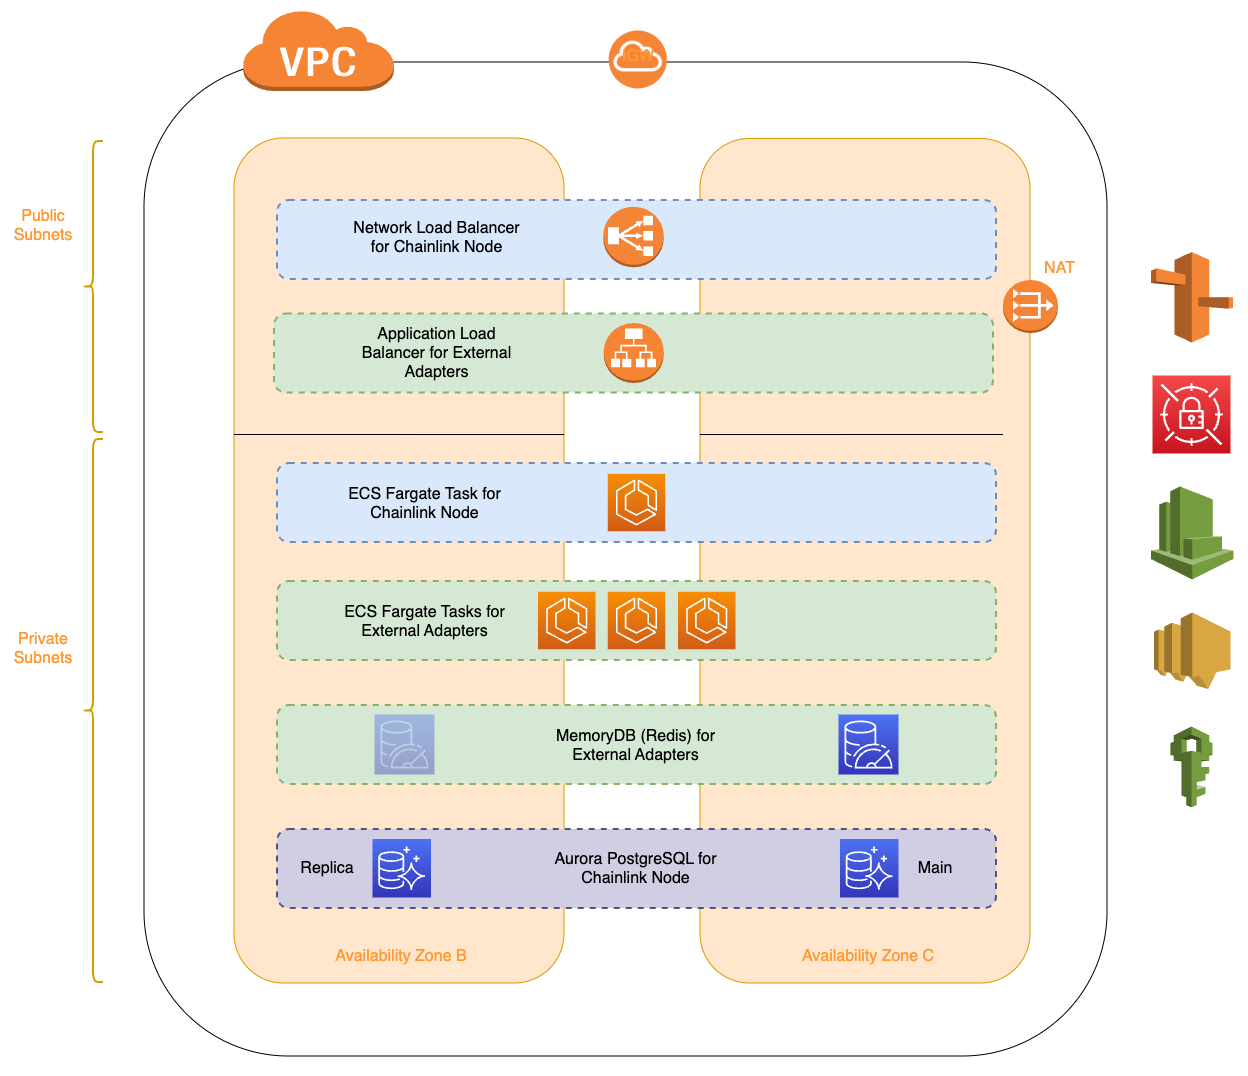 VPC
IGW
Public
Subnets
Network Load Balancer
for Chainlink Node
NAT
Application Load
Balancer for External
Adapters
ECS Fargate Task for
Chainlink Node
ECS Fargate Tasks for
External Adapters
Private
Subnets
MemoryDB (Redis) for
External Adapters
Replica
Aurora PostgreSQL for
Chainlink Node
Main
Availability Zone B
Availability Zone C